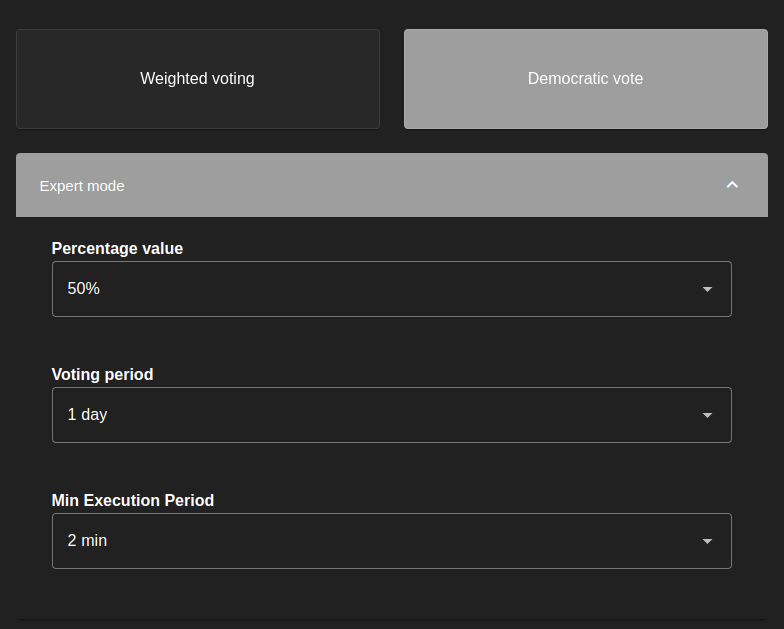 Weighted voting
Democratic vote
Expert mode
Percentage value
50%
Voting period
1 day
Min Execution Period
2 min